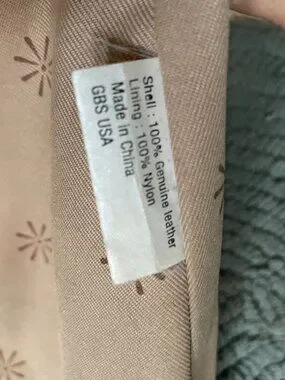 Shell : 100% Genuine leather
Lining : 100% Nylon
Made in China
GBS USA